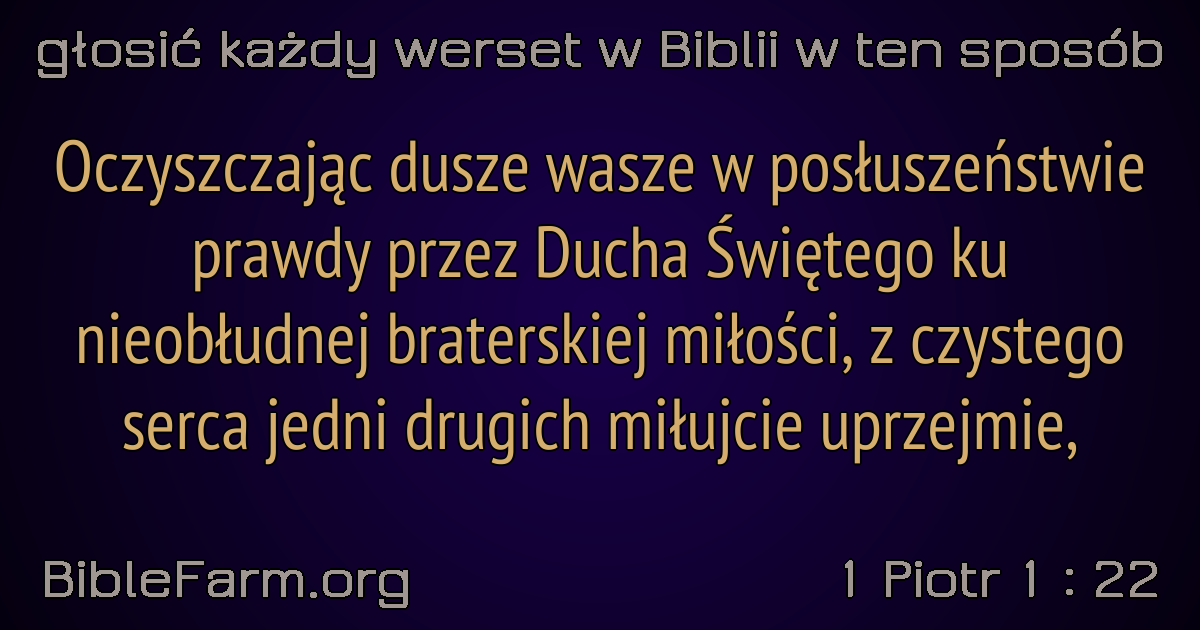 głosić każdy werset w Biblii w ten sposób
Oczyszczając dusze wasze w posłuszeństwie
prawdy przez Ducha Świętego ku
nieobłudnej braterskiej miłości, z czystego
serca jedni drugich miłujcie uprzejmie,
BibleFarm.org
1 Piotr 1 : 22